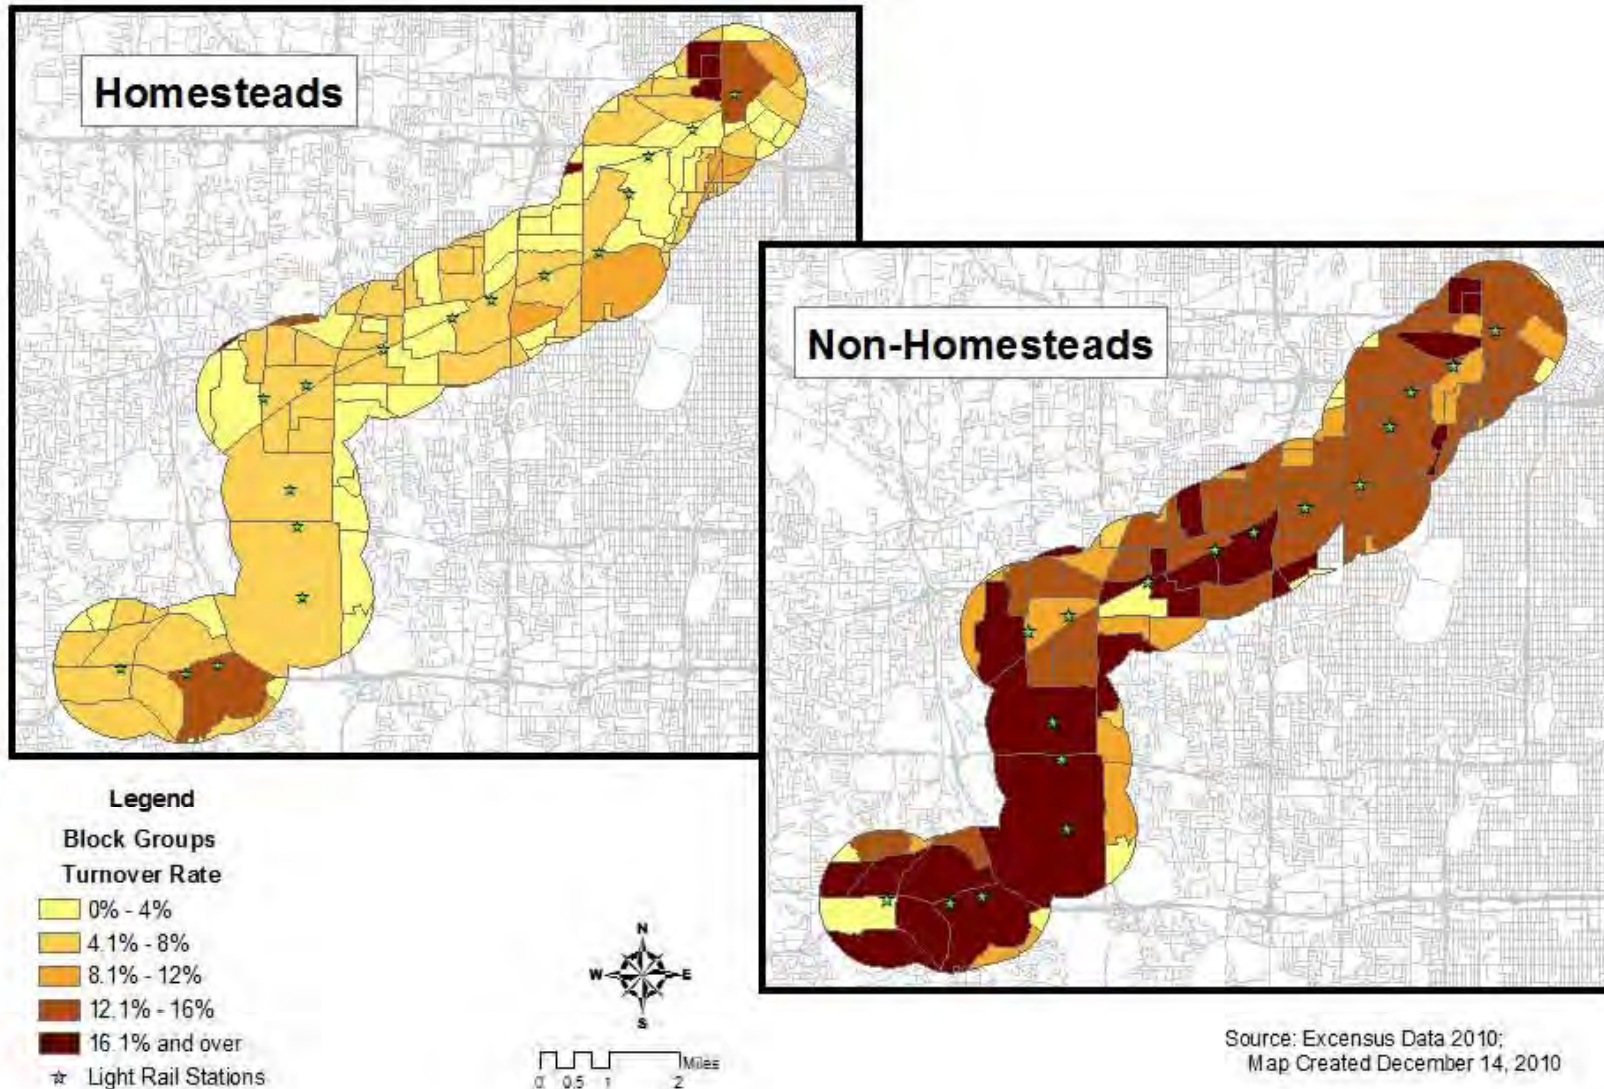 Homesteads
Non-Homesteads
Legend
Block Groups
Turnover Rate
0% - 4%
4.1% - 8%
8.1% - 12%
12.1% - 16%
16.1% and over
Light Rail Stations
N
W
E
S
Miles
0 0.5 1 2
Source: Excensus Data 2010;
Map Created December 14, 2010